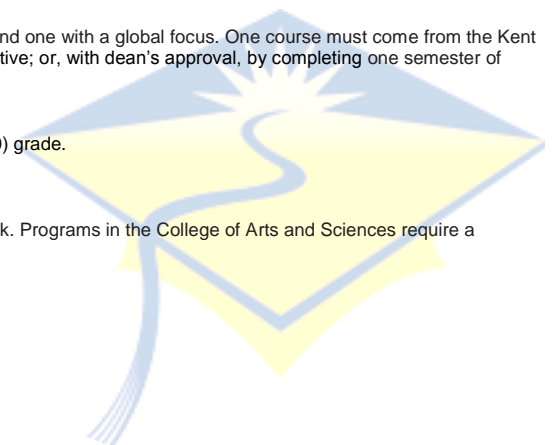 nd one with a global focus. One course must come from the Kent
tive; or, with dean's approval, by completing one semester of
) grade.
k. Programs in the College of Arts and Sciences require a